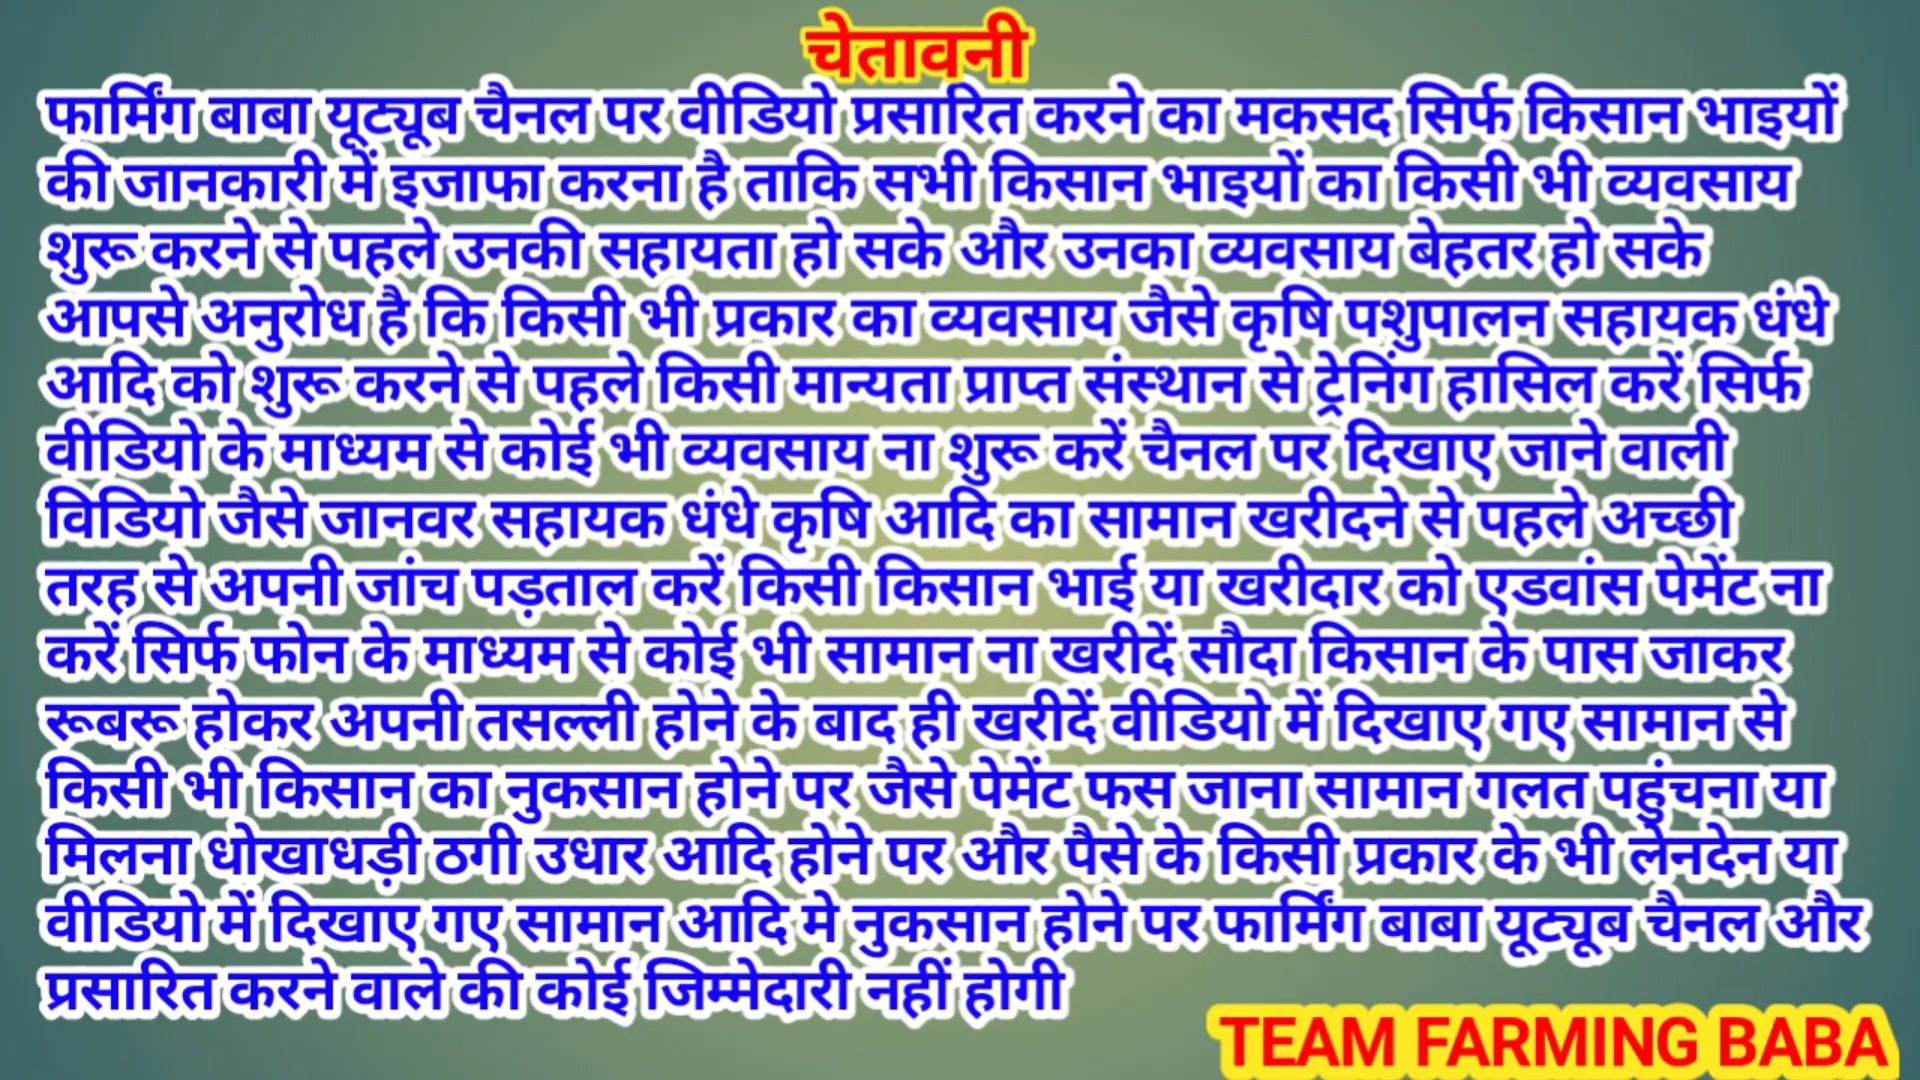 चेतावनी
फार्मिंग बाबा यूट्यूब चैनल पर वीडियो प्रसारित करने का मकसद सिर्फ किसान भाइयों
की जानकारी में इजाफा करना है ताकि सभी किसान भाइयों का किसी भी व्यवसाय
शुरू करने से पहले उनकी सहायता हो सके और उनका व्यवसाय बेहतर हो सके
आपसे अनुरोध है कि किसी भी प्रकार का व्यवसाय जैसे कृषि पशुपालन सहायक धंधे
आदि को शुरू करने से पहले किसी मान्यता प्राप्त संस्थान से ट्रेनिंग हासिल करें सिर्फ
वीडियो के माध्यम से कोई भी व्यवसाय ना शुरू करें चैनल पर दिखाए जाने वाली
विडियो जैसे जानवर सहायक धंधे कृषि आदि का सामान खरीदने से पहले अच्छी
तरह से अपनी जांच पड़ताल करें किसी किसान भाई या खरीदार को एडवांस पेमेंट ना
करें सिर्फ फोन के माध्यम से कोई भी सामान ना खरीदें सौदा किसान के पास जाकर
रूबरू होकर अपनी तसल्ली होने के बाद ही खरीदें वीडियो में दिखाए गए सामान से
किसी भी किसान का नुकसान होने पर जैसे पेमेंट फस जाना सामान गलत पहुंचना या
मिलना धोखाधड़ी ठगी उधार आदि होने पर और पैसे के किसी प्रकार के भी लेनदेन या
वीडियो में दिखाए गए सामान आदि मे नुकसान होने पर फार्मिंग बाबा यूट्यूब चैनल और
प्रसारित करने वाले की कोई जिम्मेदारी नहीं होगी
TEAM FARMING BABA